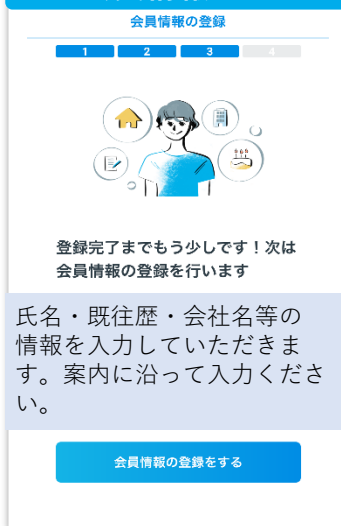 会員情報の登録
1 2 3 4
登録完了までもう少しです！次は
会員情報の登録を行います
氏名・既往歴・会社名等の
情報を入力していただきま
す。案内に沿って入力くださ
い。
会員情報の登録をする